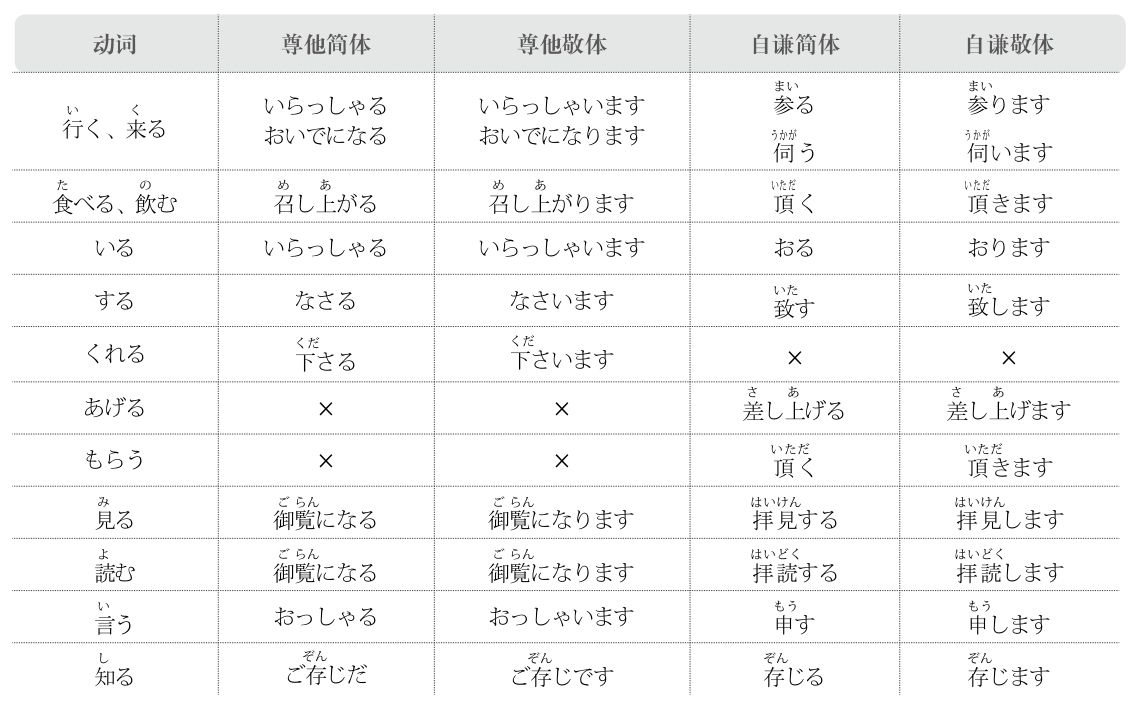 动词 尊他简体 尊他敬体 自谦简体 自谦敬体
い く まい まい
行く、来る いらっしゃる いらっしゃいます 参る 参ります
おいでになる おいでになります
うかが うかが
伺う 伺います
た の め あ め あ いただ いただ
食べる、飲む 召し上がる 召し上がります 頂く 頂きます
いる いらっしゃる いらっしゃいます おる おります
いた いた
する なさる なさいます 致す 致します
くだ くだ
くれる 下さる 下さいます × ×
さ あ さ あ
あげる × × 差し上げる 差し上げます
いただ いただ
もらう × × 頂く 頂きます
み ご らん ご らん はいけん はいけん
見る 御覧になる 御覧になります 拝見する 拝見します
よ ご らん ご らん はいどく はいどく
読む 御覧になる 御覧になります 拝読する 拝読します
い もう もう
言う おっしゃる おっしゃいます 申す 申します
し ぞん ぞん ぞん ぞん
知る ご存じだ ご存じです 存じる 存じます